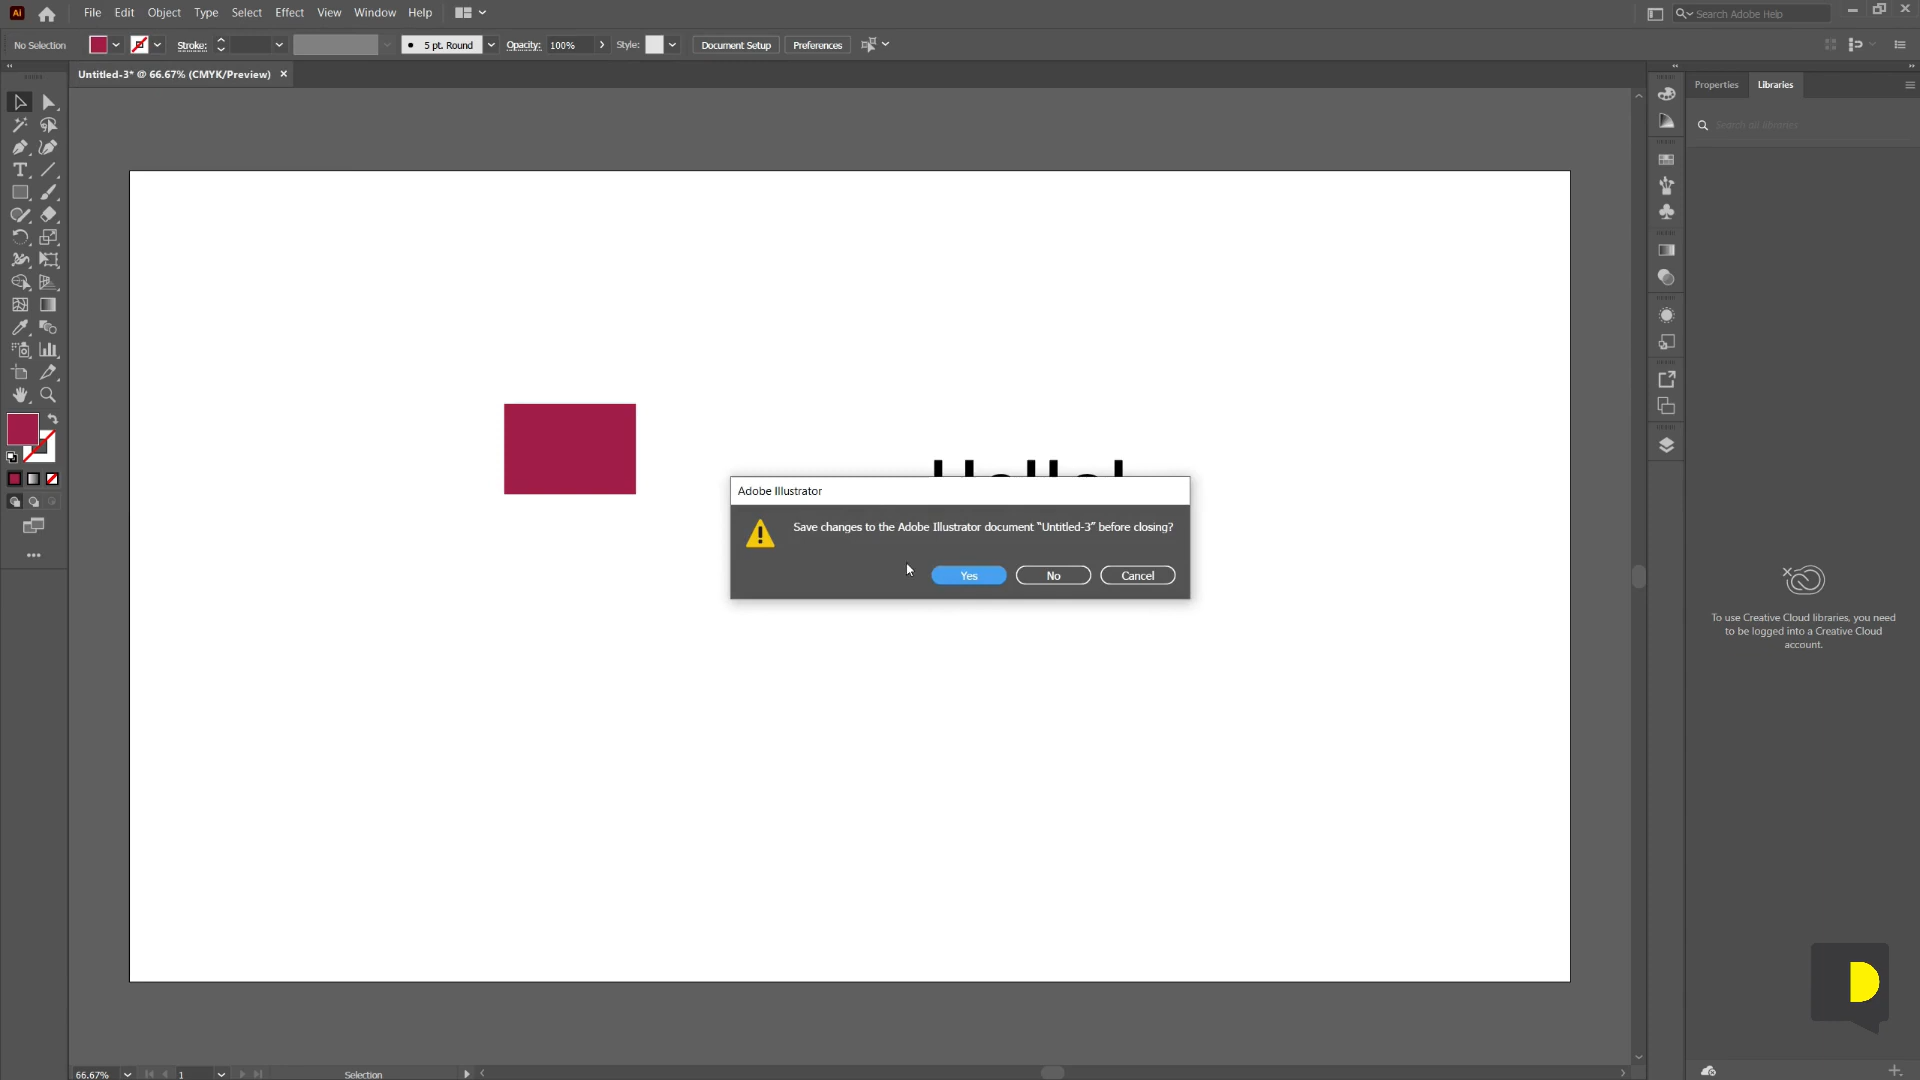 Ai File Edit Object Type Select Effect View Window Help
Search Adobe Help
No Selection
Stroke:
5 pt. Round
Opacity: 100%
Style:
Document Setup
Preferences
Untitled-3* @ 66.67% (CMYK/Preview) ×
Properties
Libraries
Search all libraries
Hello!
Adobe Illustrator
Save changes to the Adobe Illustrator document “Untitled-3” before closing?
Yes
No
Cancel
To use Creative Cloud libraries, you need
to be logged into a Creative Cloud
account.
D
66.67%
1
Selection